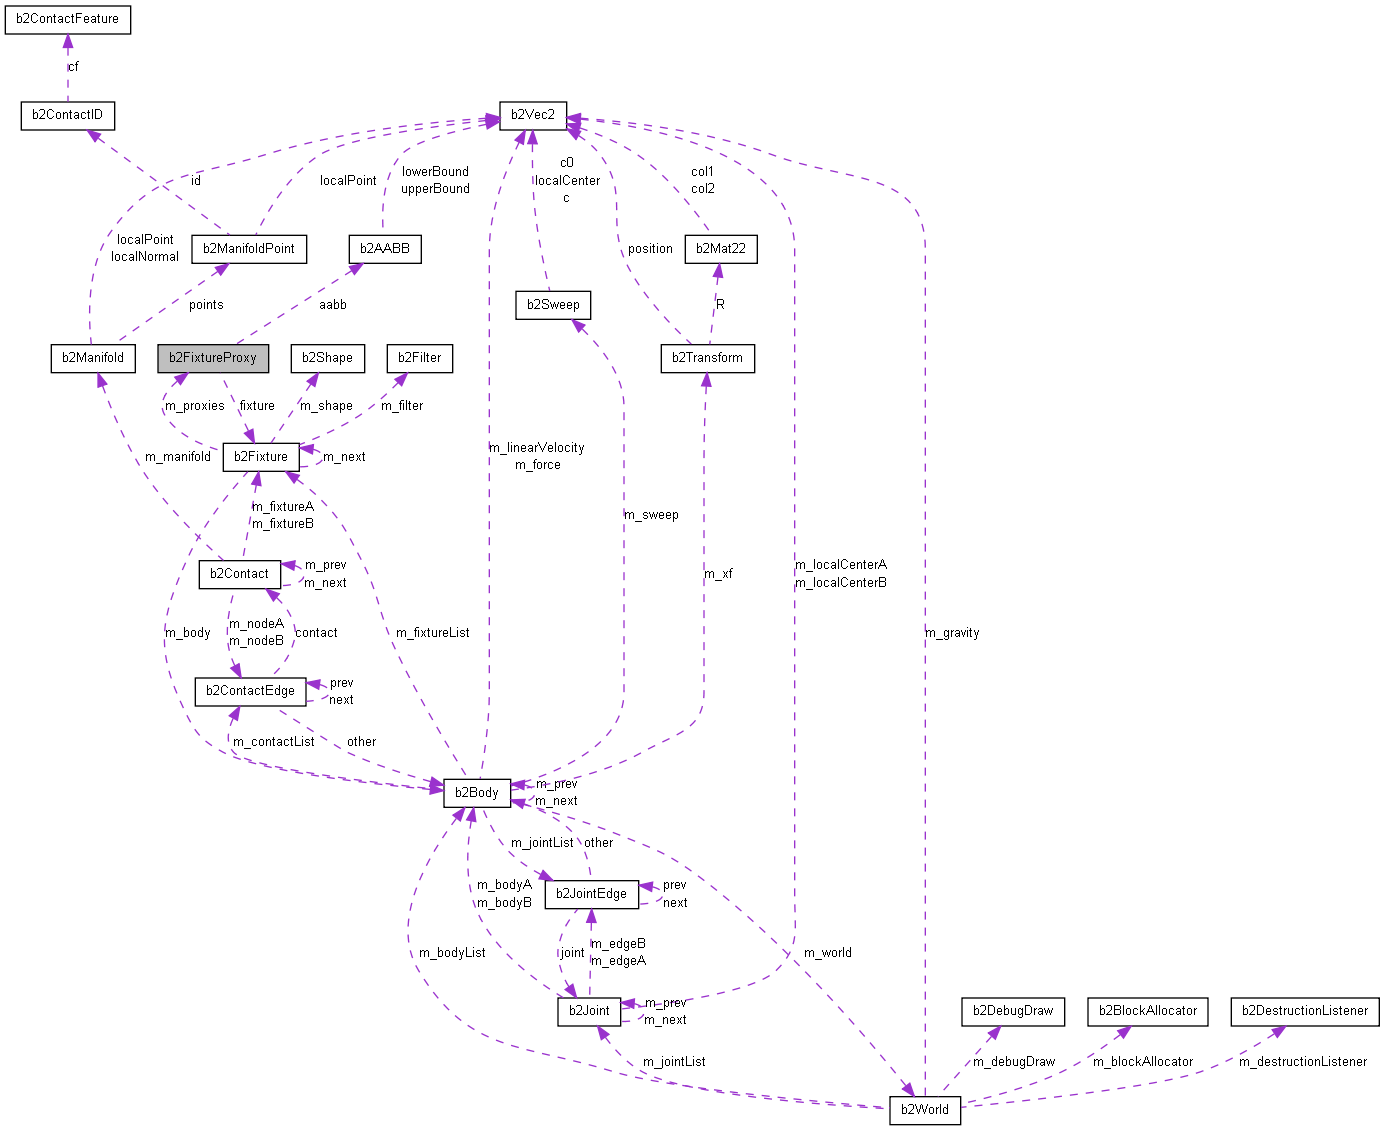 b2ContactFeature
cf
b2ContactID
b2Vec2
c0
localCenter
c
lowerBound
upperBound
col1
col2
id
localPoint
localPoint
localNormal
b2ManifoldPoint
b2AABB
position
b2Mat22
points
aabb
b2Sweep
R
b2Manifold
b2FixtureProxy
b2Shape
b2Filter
b2Transform
m_proxies
fixture
m_shape
m_filter
m_manifold
b2Fixture
m_next
m_linearVelocity
m_force
m_fixtureA
m_fixtureB
m_sweep
b2Contact
m_prev
m_next
m_xf
m_localCenterA
m_localCenterB
m_body
m_nodeA
m_nodeB
contact
m_fixtureList
m_gravity
b2ContactEdge
prev
next
m_contactList
other
b2Body
m_prev
m_next
m_jointList
other
m_bodyA
m_bodyB
b2JointEdge
prev
next
m_bodyList
joint
m_edgeB
m_edgeA
m_world
b2Joint
m_prev
m_next
b2DebugDraw
b2BlockAllocator
b2DestructionListener
m_jointList
m_debugDraw
m_blockAllocator
m_destructionListener
b2World